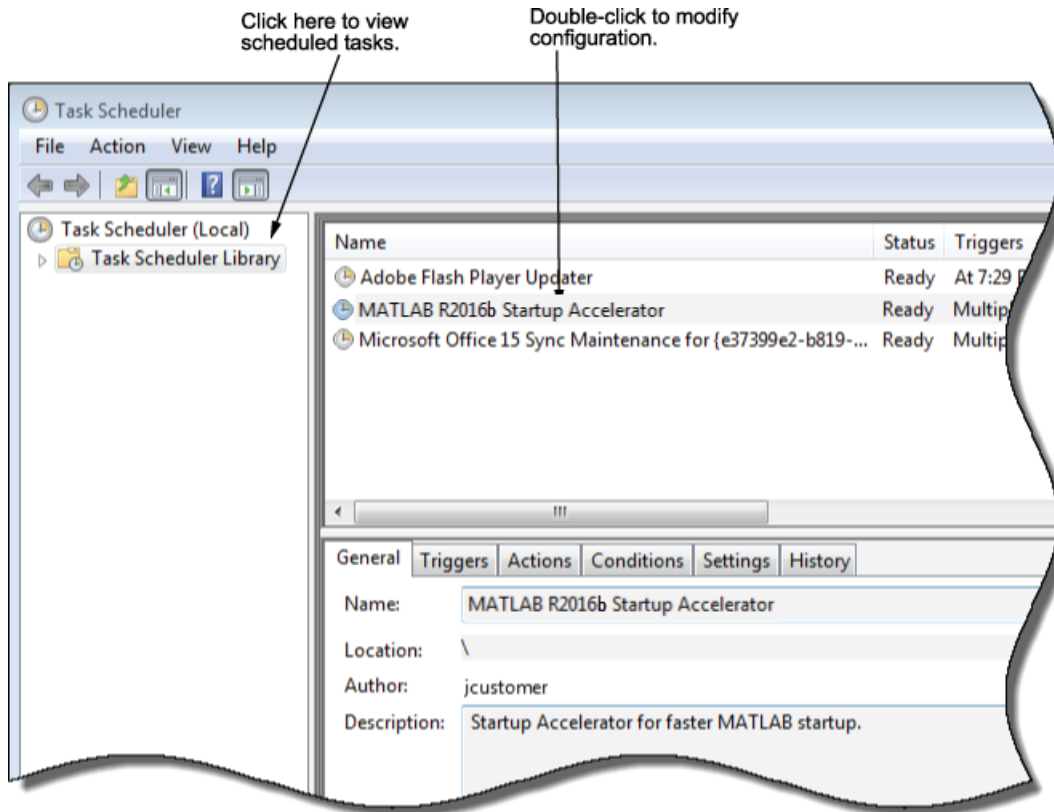 Click here to view
scheduled tasks.
Double-click to modify
configuration.
Task Scheduler
File Action View Help
Task Scheduler (Local)
Task Scheduler Library
Name Status Triggers
Adobe Flash Player Updater Ready At 7:29
MATLAB R2016b Startup Accelerator Ready Multip
Microsoft Office 15 Sync Maintenance for {e37399e2-b819-... Ready Multip
General Triggers Actions Conditions Settings History
Name: MATLAB R2016b Startup Accelerator
Location: \
Author: jcustomer
Description: Startup Accelerator for faster MATLAB startup.